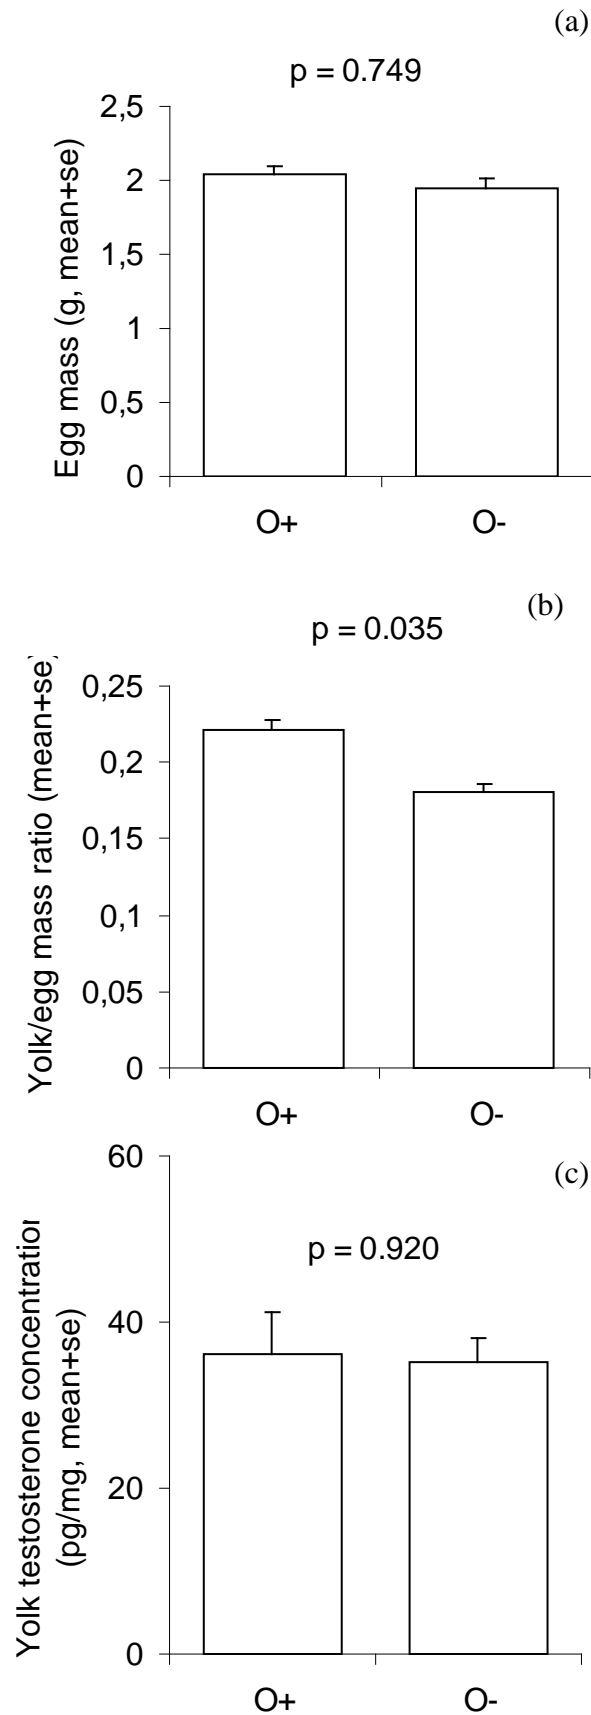 (a)
p = 0.749
Egg mass (g, mean+se)
2,5
2
1,5
1
0,5
0
O+ O-
(b)
p = 0.035
Yolk/egg mass ratio (mean+se)
0,25
0,2
0,15
0,1
0,05
0
O+ O-
(c)
p = 0.920
Yolk testosterone concentration
(pg/mg, mean+se)
60
40
20
0
O+ O-